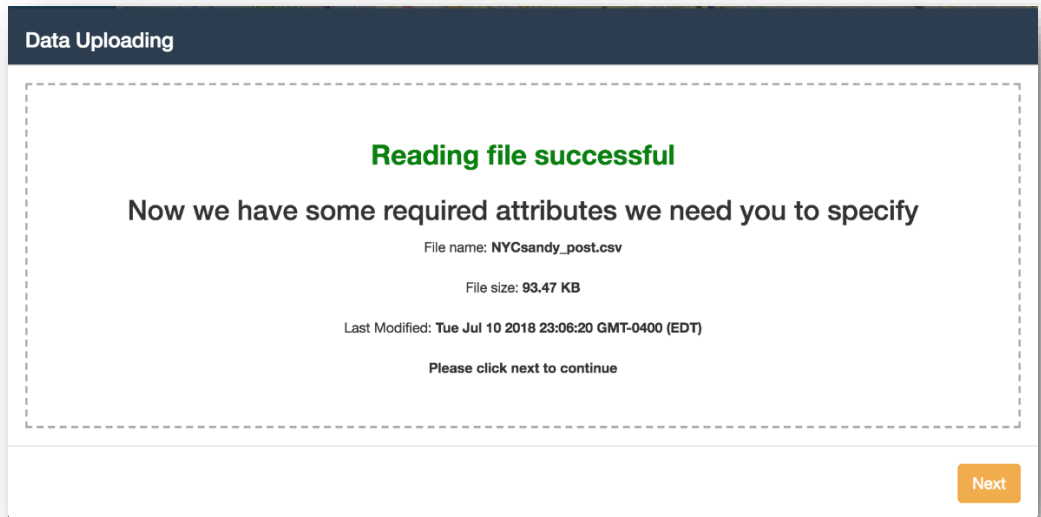 Data Uploading
Reading file successful
Now we have some required attributes we need you to specify
File name: NYCsandy_post.csv
File size: 93.47 KB
Last Modified: Tue Jul 10 2018 23:06:20 GMT-0400 (EDT)
Please click next to continue
Next